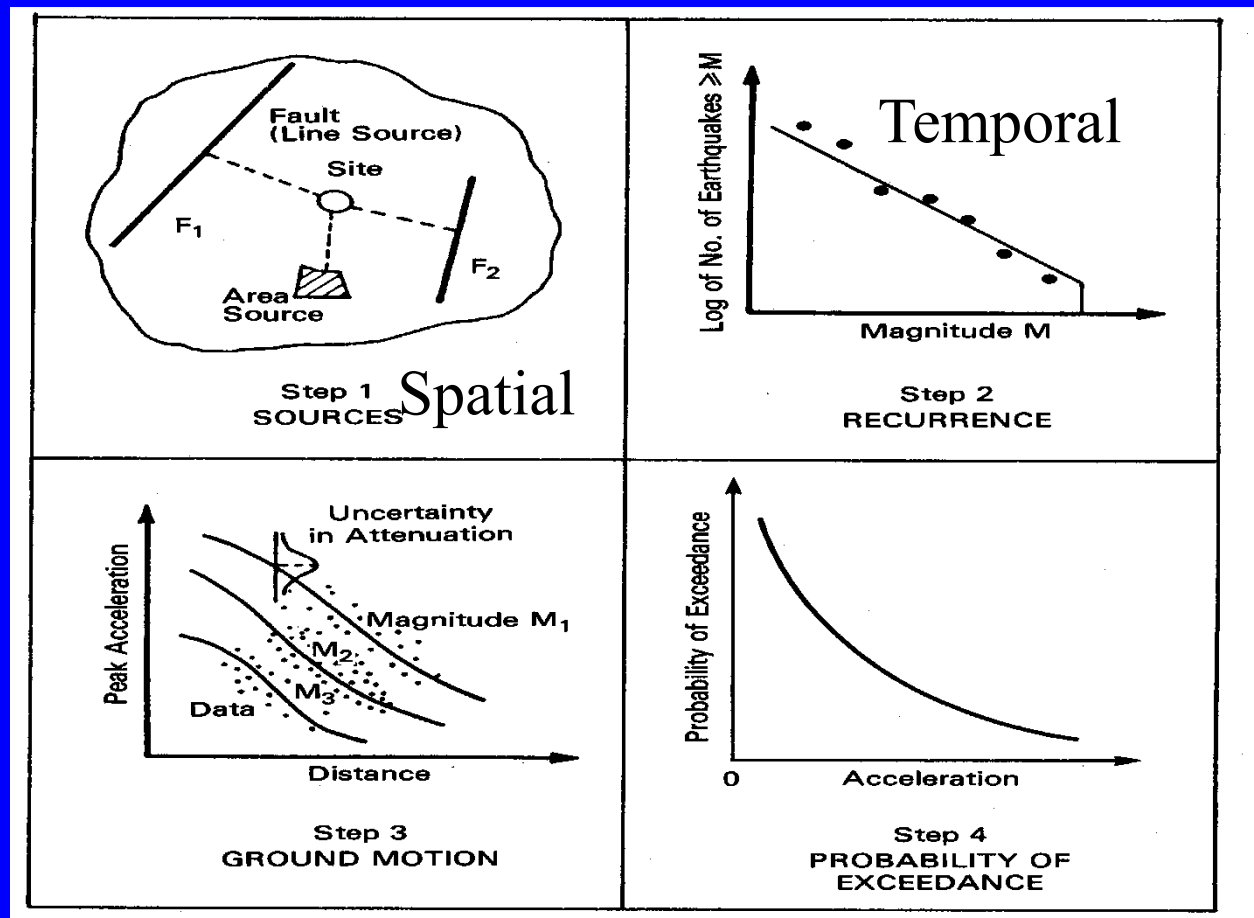 Fault
(Line Source)
Site
F1
F2
Area
Source
Step 1
SOURCES
Spatial
Log of No. of Earthquakes ≥M
Temporal
Magnitude M
Step 2
RECURRENCE
Peak Acceleration
Uncertainty
in Attenuation
Magnitude M1
M2
M3
Data
Distance
Step 3
GROUND MOTION
Probability of Exceedance
0
Acceleration
Step 4
PROBABILITY OF
EXCEEDANCE